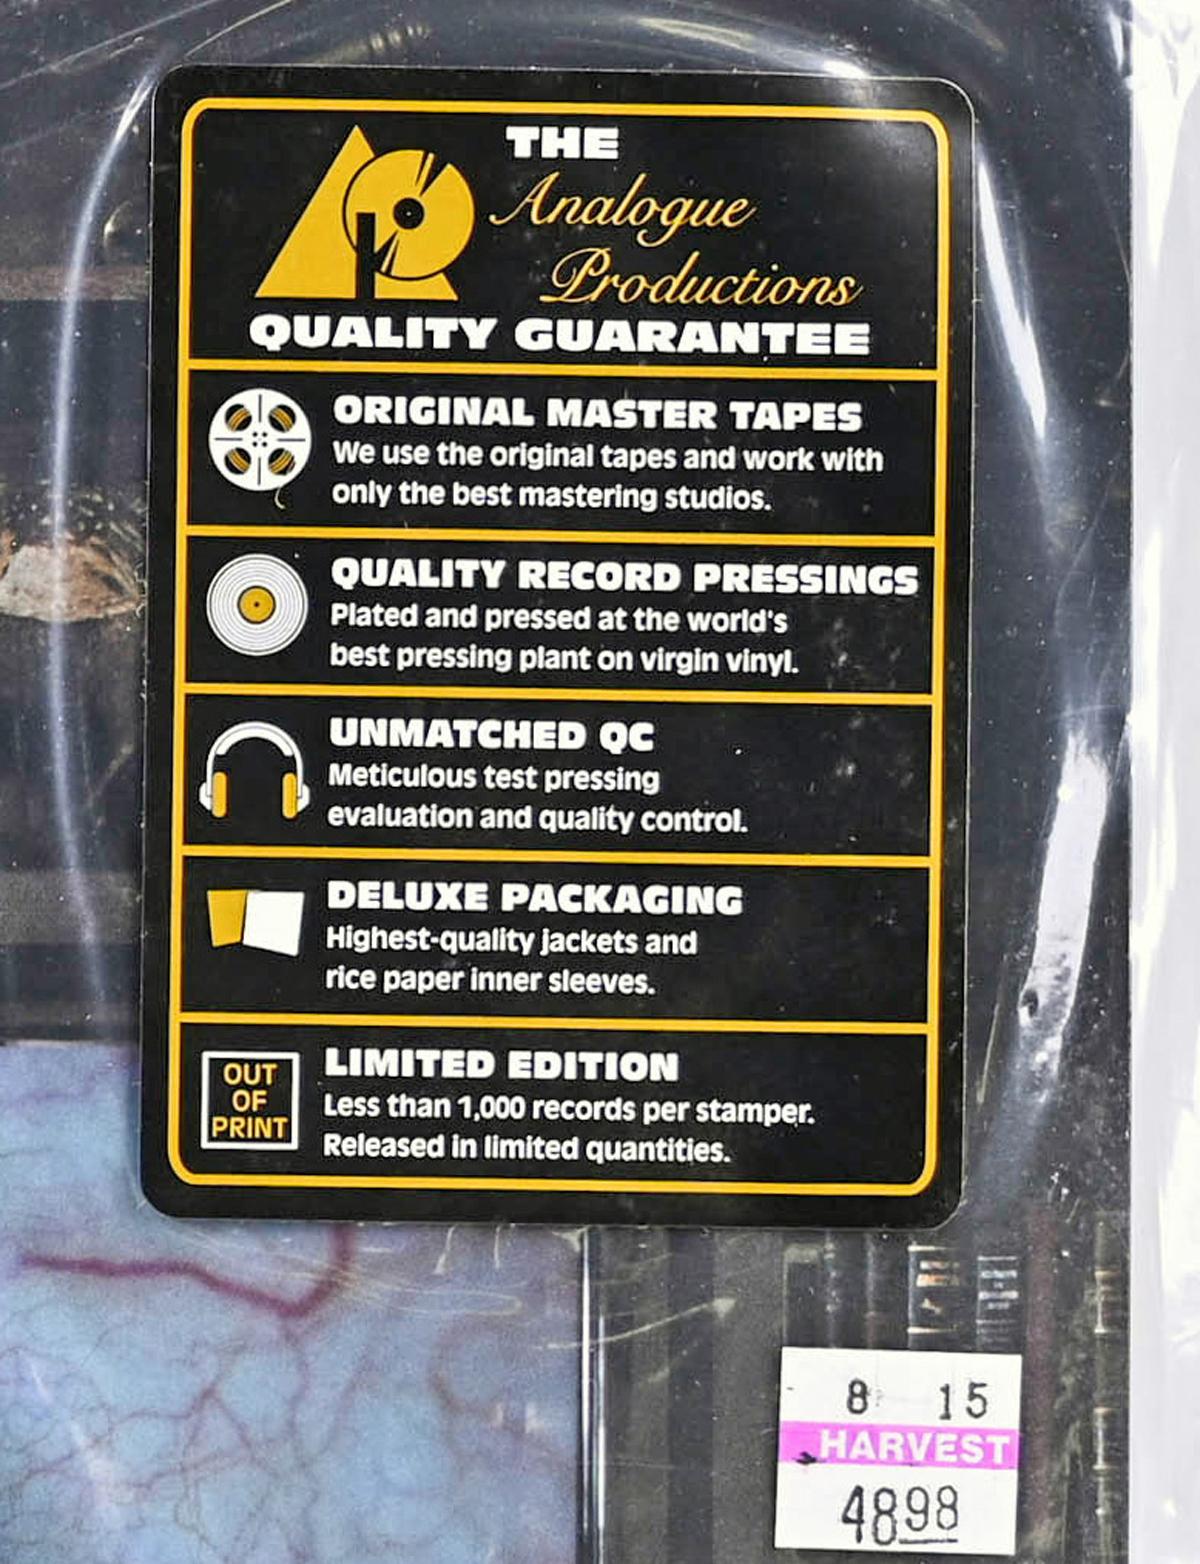 THE
Analogue
Productions
QUALITY GUARANTEE
ORIGINAL MASTER TAPES
We use the original tapes and work with
only the best mastering studios.
QUALITY RECORD PRESSINGS
Plated and pressed at the world's
best pressing plant on virgin vinyl.
UNMATCHED QC
Meticulous test pressing
evaluation and quality control.
DELUXE PACKAGING
Highest-quality jackets and
rice paper inner sleeves.
OUT
OF
PRINT
LIMITED EDITION
Less than 1,000 records per stamper.
Released in limited quantities.
8 15
HARVEST
4898